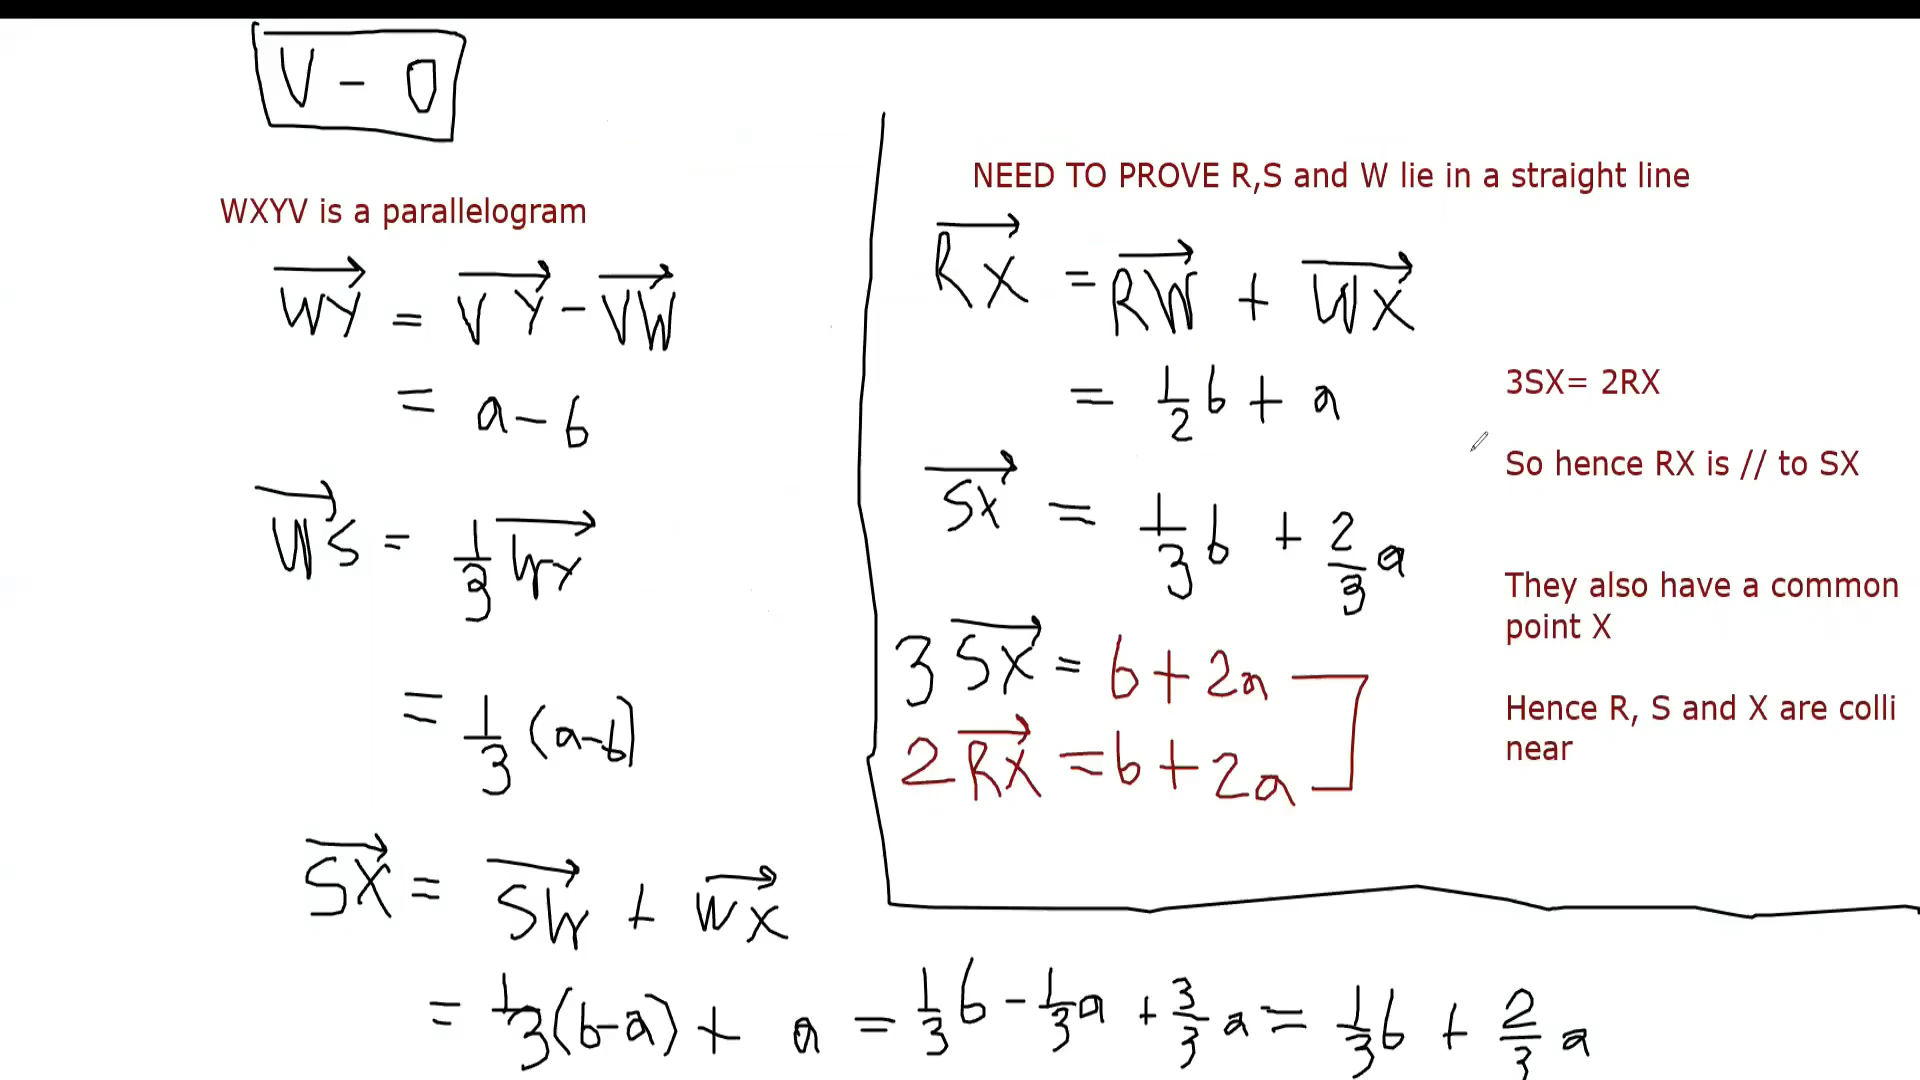 V - O
WXYV is a parallelogram
WY = VY - VW
= a - b
WS = 1/3 WY
= 1/3 (a-b)
SX = SW + WX
= 1/3 (b-a) + a = 1/3 b - 1/3 a + 3/3 a = 1/3 b + 2/3 a
NEED TO PROVE R,S and W lie in a straight line
RX = RW + WX
= 1/2 b + a
SX = 1/3 b + 2/3 a
3 SX = b + 2a
2 RX = b + 2a
3SX= 2RX
So hence RX is // to SX
They also have a common
point X
Hence R, S and X are colli
near